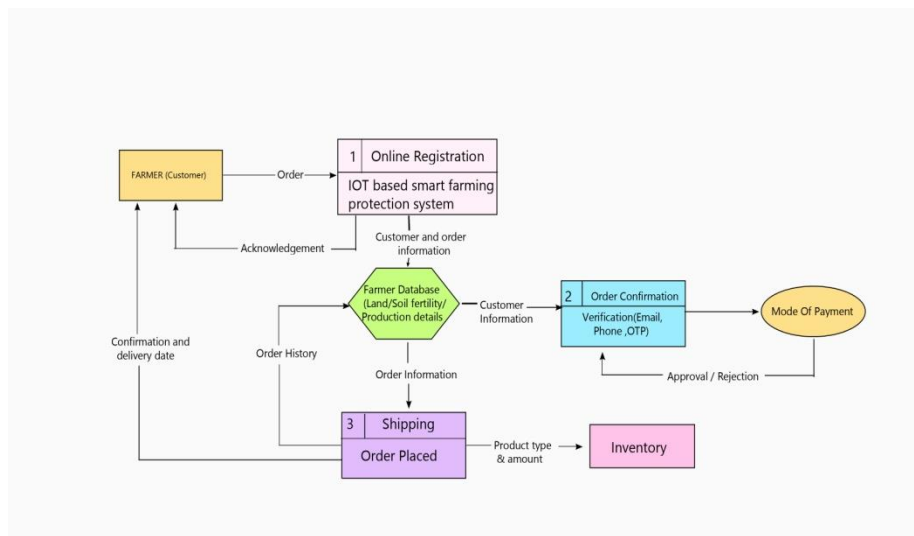 1
Online Registration
FARMER (Customer)
Order
IOT based smart farming
protection system
Acknowledgement
Customer and order
information
Farmer Database
(Land/Soil fertility/
Production details
Customer
Information
2
Order Confirmation
Verification(Email,
Phone ,OTP)
Mode Of Payment
Confirmation and
delivery date
Order History
Order Information
Approval / Rejection
3
Shipping
Order Placed
Product type
& amount
Inventory